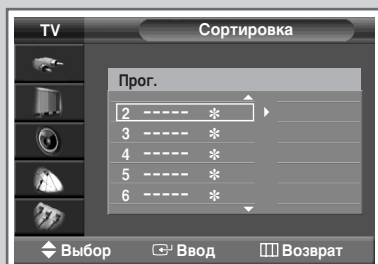 TV Сортировка
Прог.
2 ----- ✼
3 ----- ✼
4 ----- ✼
5 ----- ✼
6 ----- ✼
Выбор Ввод Возврат